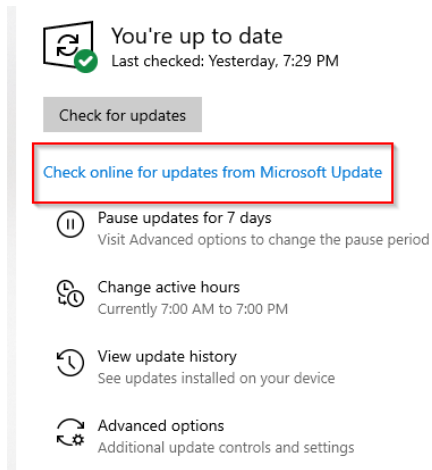 You're up to date
Last checked: Yesterday, 7:29 PM
Check for updates
Check online for updates from Microsoft Update
Pause updates for 7 days
Visit Advanced options to change the pause period
Change active hours
Currently 7:00 AM to 7:00 PM
View update history
See updates installed on your device
Advanced options
Additional update controls and settings